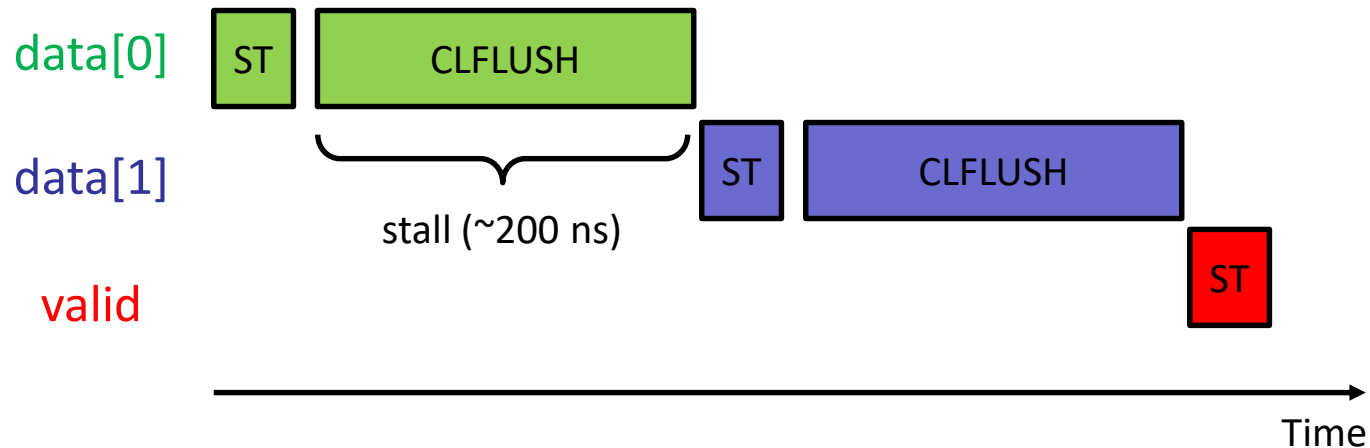 data[0]
ST
CLFLUSH
data[1]
ST
CLFLUSH
stall (~200 ns)
valid
ST
Time